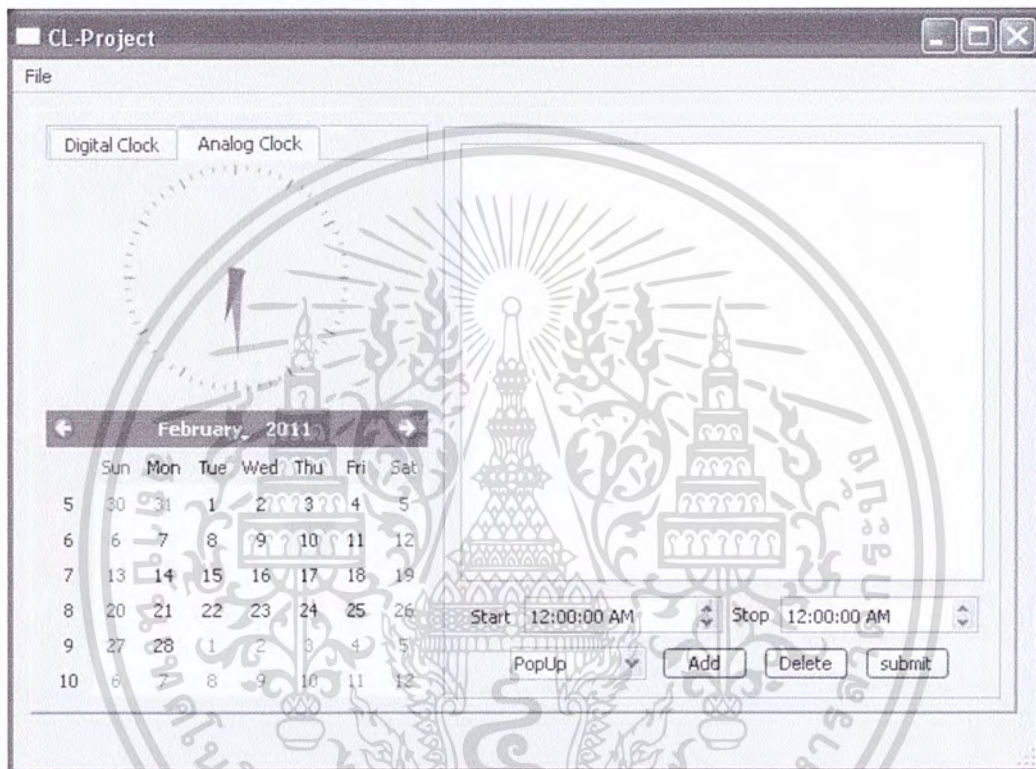 CL-Project
File
Digital Clock Analog Clock
February, 2011
Sun Mon Tue Wed Thu Fri Sat
5 30 31 1 2 3 4 5
6 6 7 8 9 10 11 12
7 13 14 15 16 17 18 19
8 20 21 22 23 24 25 26
9 27 28 1 2 3 4 5
10 6 7 8 9 10 11 12
Start 12:00:00 AM Stop 12:00:00 AM
PopUp Add Delete submit